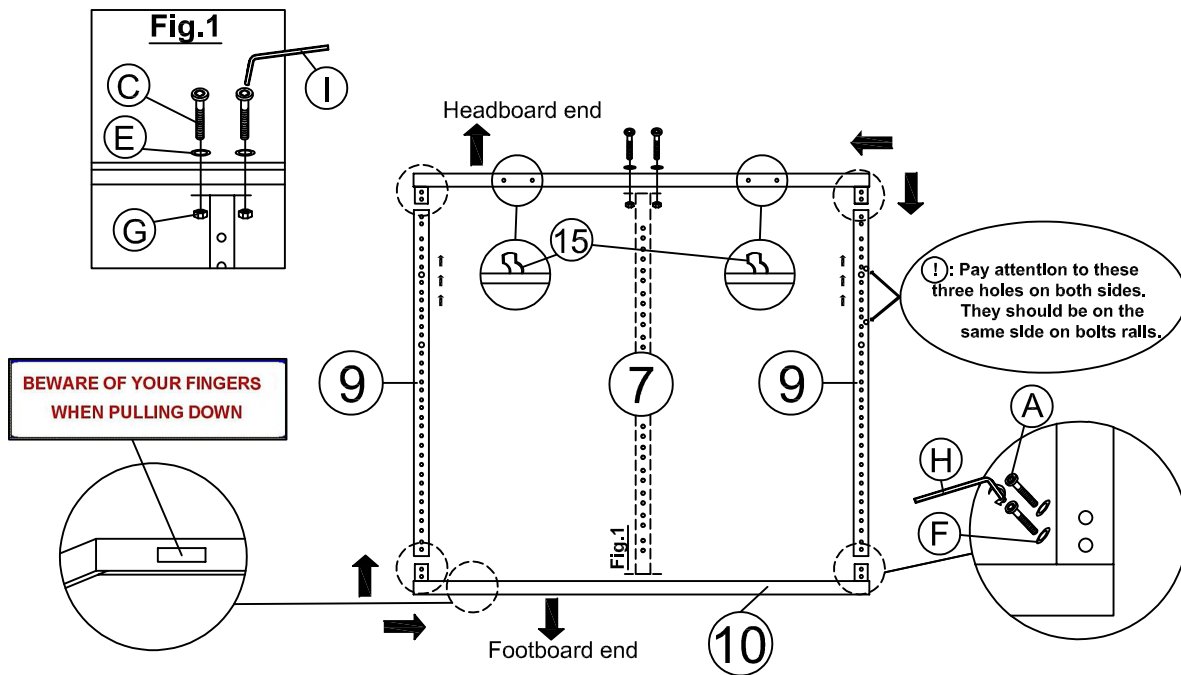 Fig.1
C
I
E
G
Headboard end
15
(!): Pay attention to these
three holes on both sides.
They should be on the
same sIde on bolts ralls.
BEWARE OF YOUR FINGERS
WHEN PULLING DOWN
9
7
9
A
H
F
Fig.1
10
Footboard end